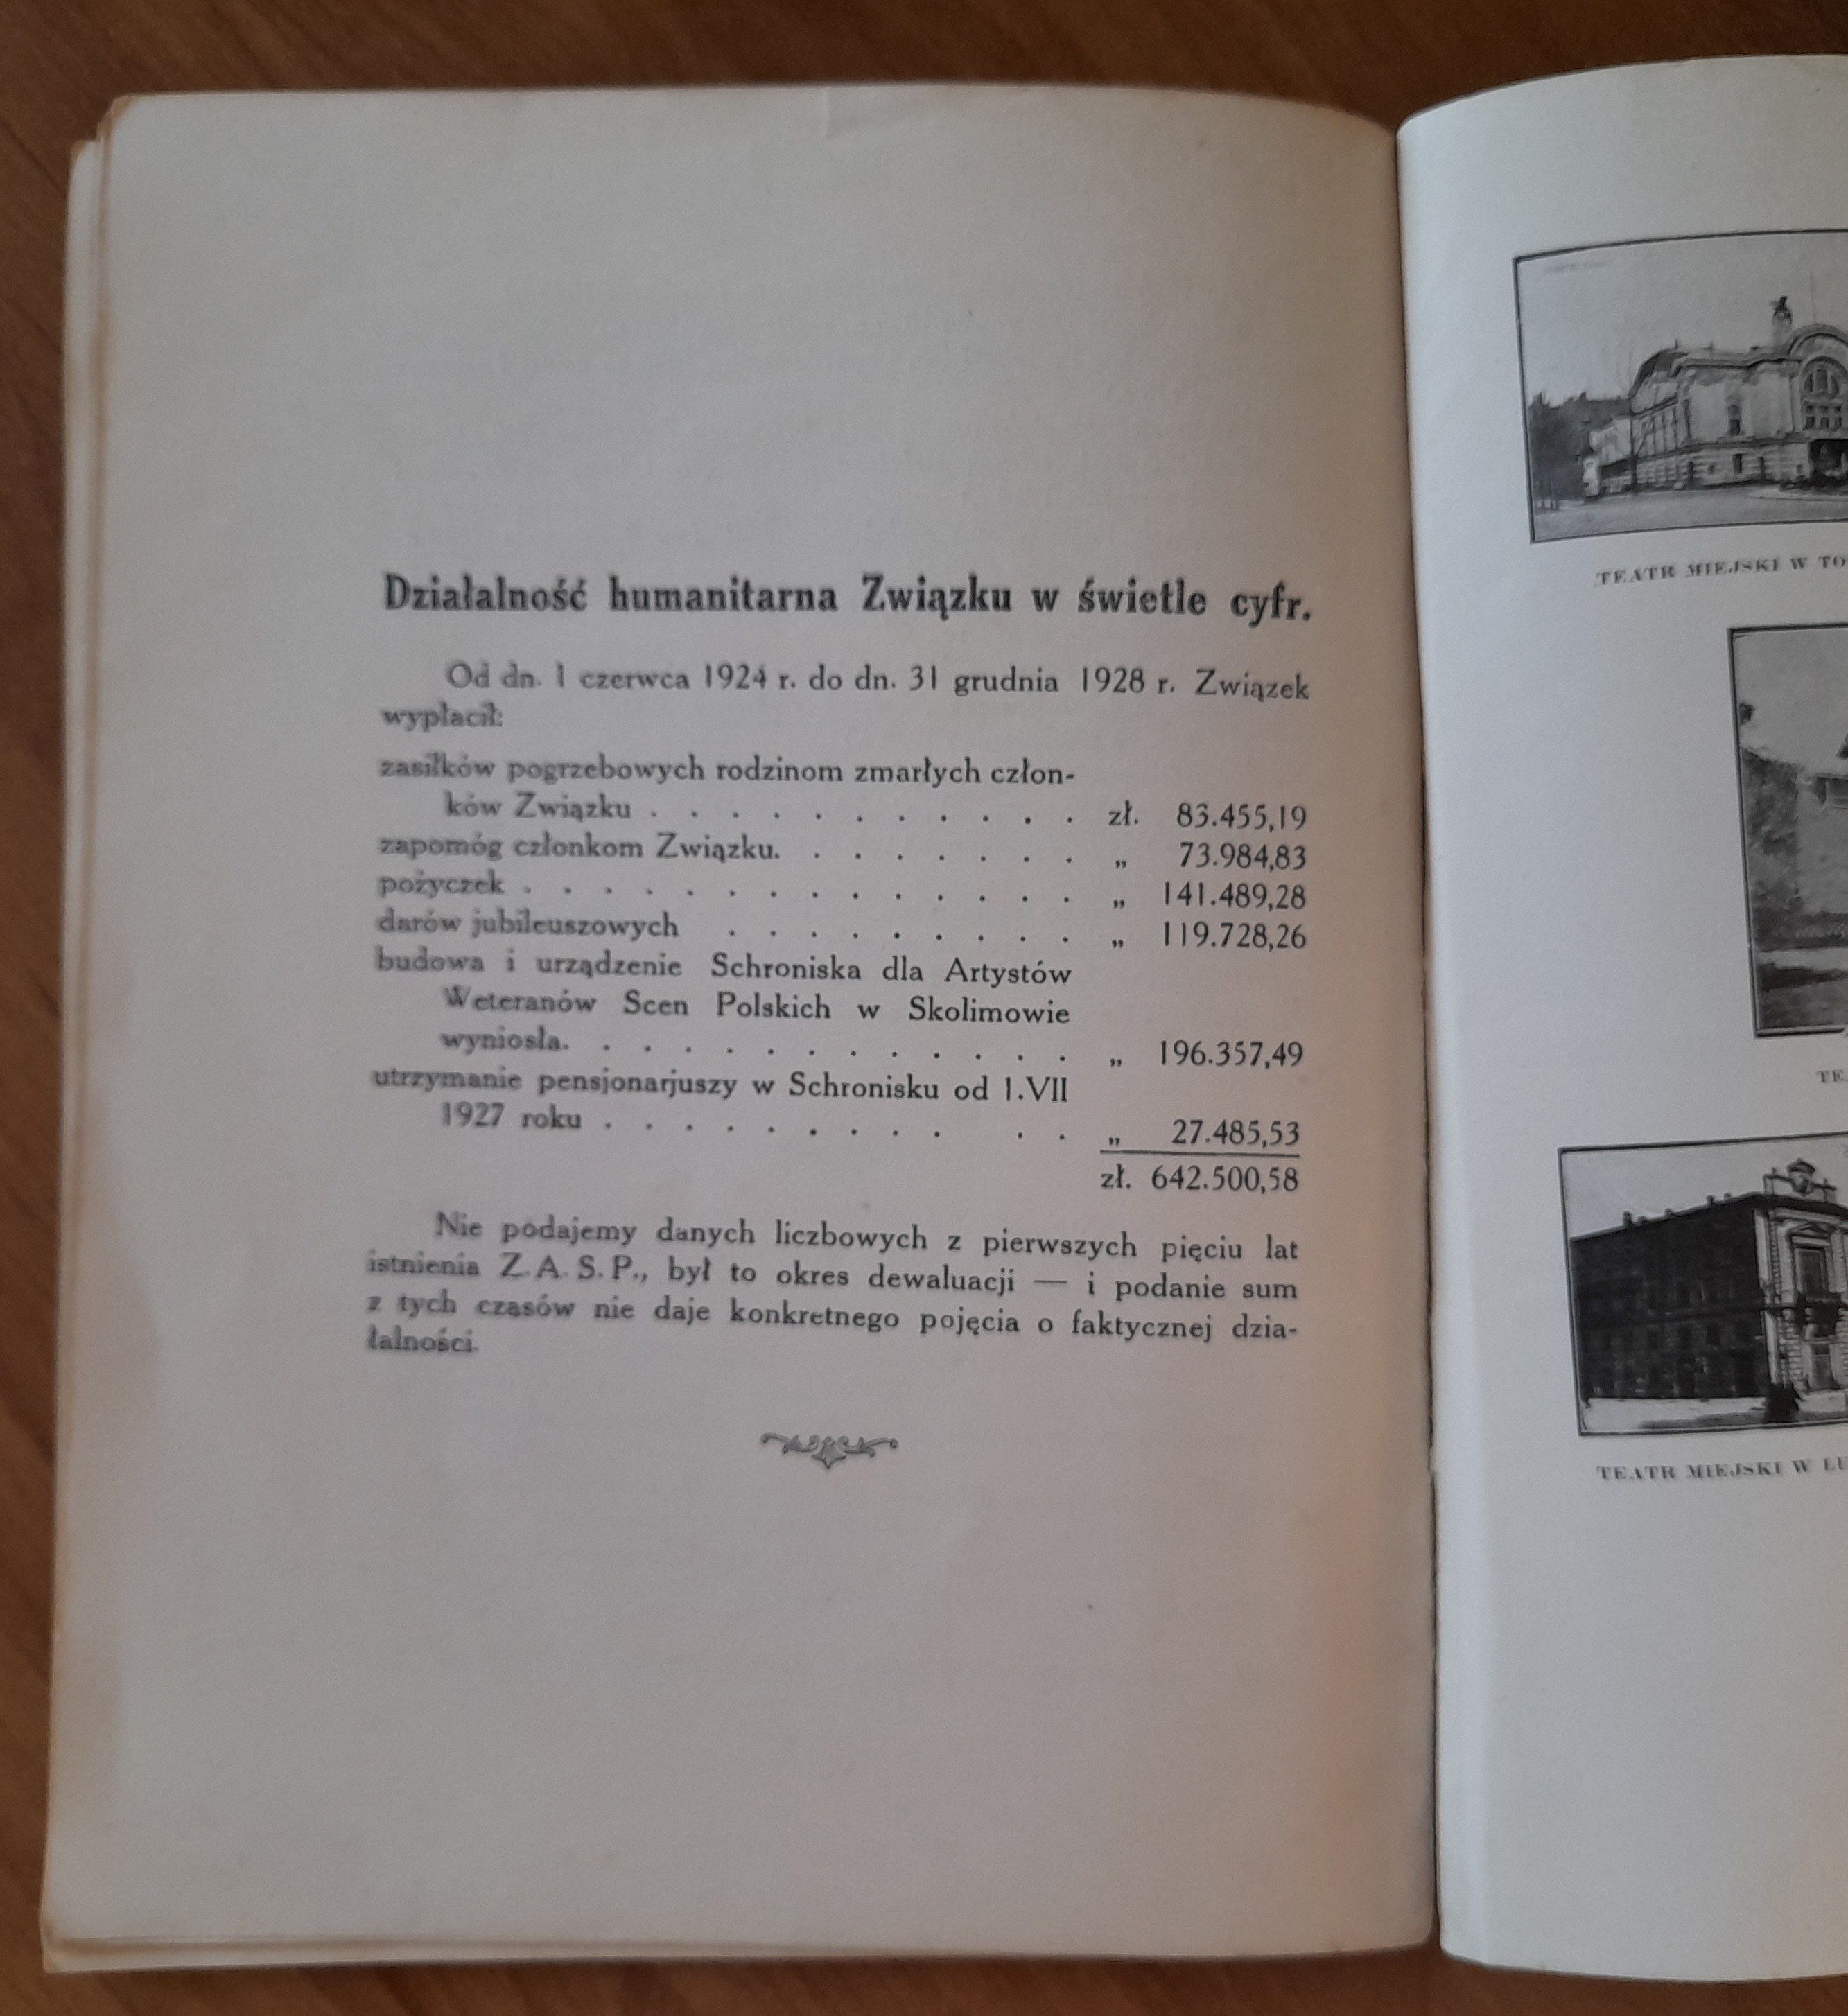 Działalność humanitarna Związku w świetle cyfr.
Od dn. 1 czerwca 1924 r. do dn. 31 grudnia 1928 r. Związek
wypłacił:
zasiłków pogrzebowych rodzinom zmarłych człon-
ków Związku . . . . . . . . . . . zł. 83.455,19
zapomóg członkom Związku. . . . . . . . „ 73.984,83
pożyczek . . . . . . . . . . . . . . „ 141.489,28
darów jubileuszowych . . . . . . . . . „ 119.728,26
budowa i urządzenie Schroniska dla Artystów
Weteranów Scen Polskich w Skolimowie
wyniosła. . . . . . . . . . . . . „ 196.357,49
utrzymanie pensjonarjuszy w Schronisku od 1.VII
1927 roku . . . . . . . . . . . „ 27.485,53
zł. 642.500,58
Nie podajemy danych liczbowych z pierwszych pięciu lat
istnienia Z. A. S. P., był to okres dewaluacji — i podanie sum
z tych czasów nie daje konkretnego pojęcia o faktycznej dzia-
łalności.
TEATR MIEJSKI W TO
TE
TEATR MIEJSKI W LU